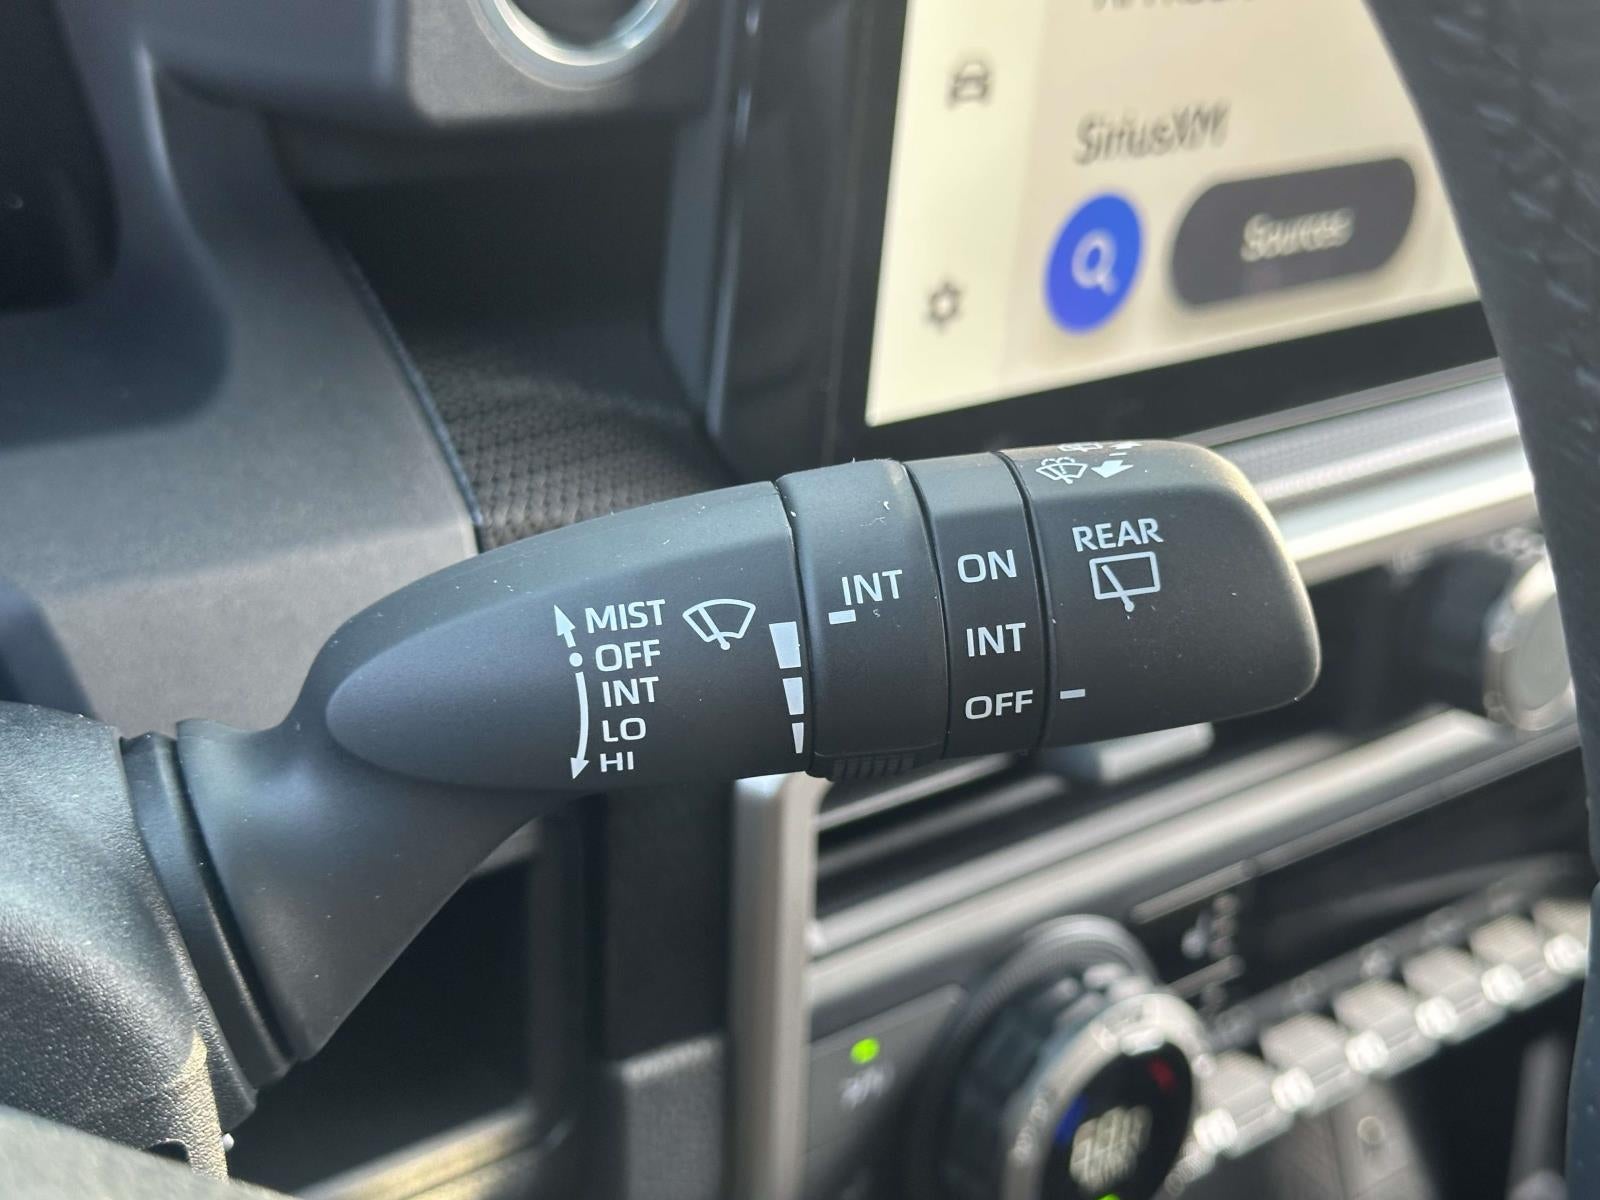 SiriusXM
Sources
MIST
OFF
INT
LO
HI
INT
ON
INT
OFF
REAR